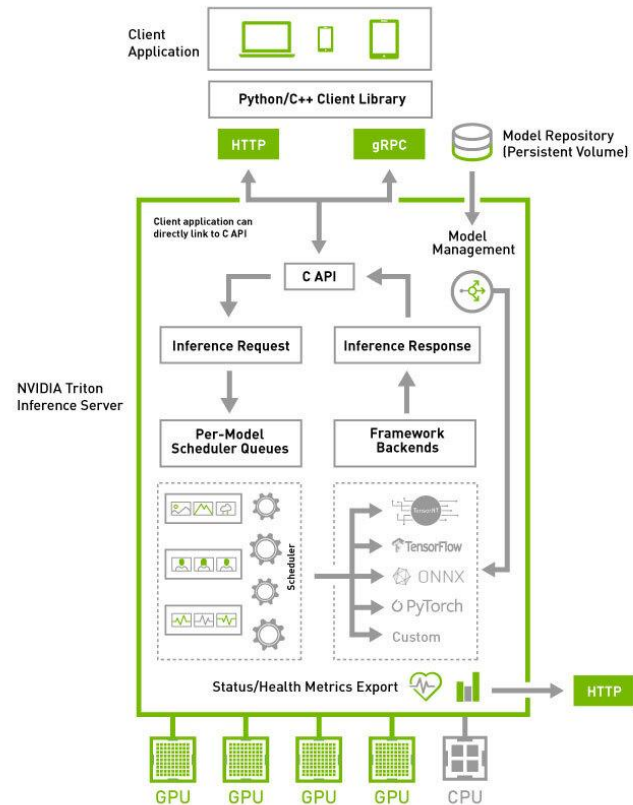 Client
Application
Python/C++ Client Library
HTTP
gRPC
Model Repository
(Persistent Volume)
Client application can
directly link to C API
Model
Management
C API
Inference Request
Inference Response
NVIDIA Triton
Inference Server
Per-Model
Scheduler Queues
Framework
Backends
Scheduler
TensorRT
TensorFlow
ONNX
PyTorch
Custom
Status/Health Metrics Export
HTTP
GPU
GPU
GPU
GPU
CPU